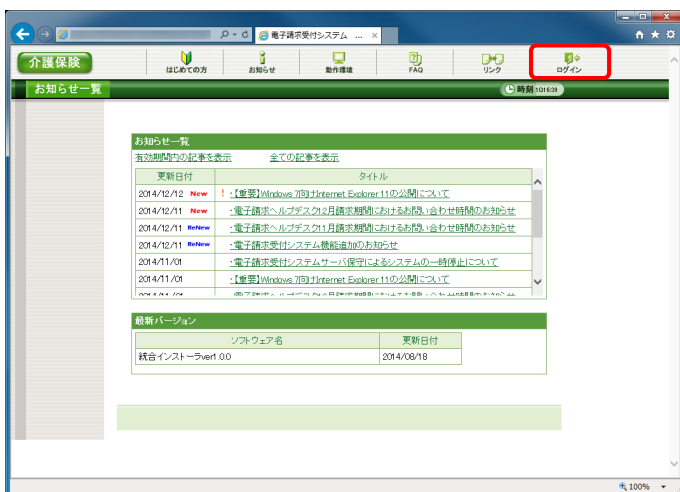 電子請求受付システム ...
介護保険
はじめての方 お知らせ 動作環境 FAQ リンク ログイン
お知らせ一覧
時刻 10:16:39
お知らせ一覧
有効期間内の記事を表示 全ての記事を表示
更新日付 タイトル
2014/12/12 New ! ・【重要】Windows 7向けInternet Explorer 11の公開について
2014/12/11 New ・電子請求ヘルプデスク12月請求期間におけるお問い合わせ時間のお知らせ
2014/12/11 ReNew ・電子請求ヘルプデスク11月請求期間におけるお問い合わせ時間のお知らせ
2014/12/11 ReNew ・電子請求受付システム機能追加のお知らせ
2014/11/01 ・電子請求受付システムサーバ保守によるシステムの一時停止について
2014/11/01 ・【重要】Windows 7向けInternet Explorer 11の公開について
最新バージョン
ソフトウェア名 更新日付
統合インストーラver1.0.0 2014/08/18
100%